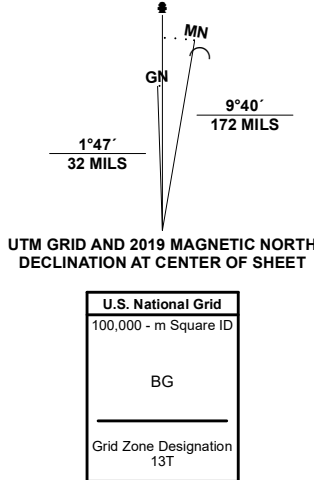 MN
GN
1°47´
32 MILS
9°40´
172 MILS
UTM GRID AND 2019 MAGNETIC NORTH
DECLINATION AT CENTER OF SHEET
U.S. National Grid
100,000 - m Square ID
BG
Grid Zone Designation
13T